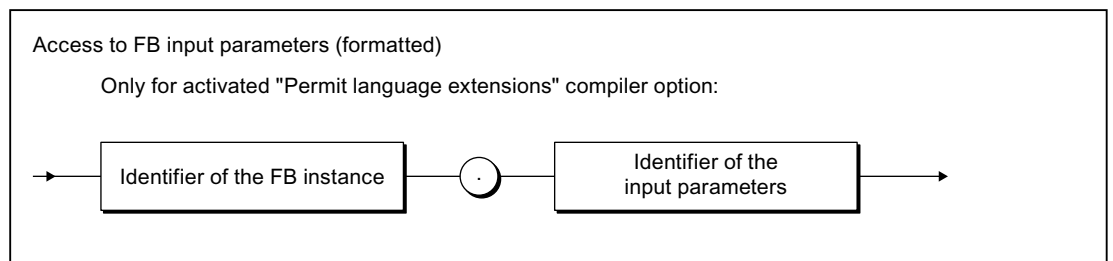 Access to FB input parameters (formatted)
Only for activated "Permit language extensions" compiler option:
Identifier of the FB instance
.
Identifier of the
input parameters